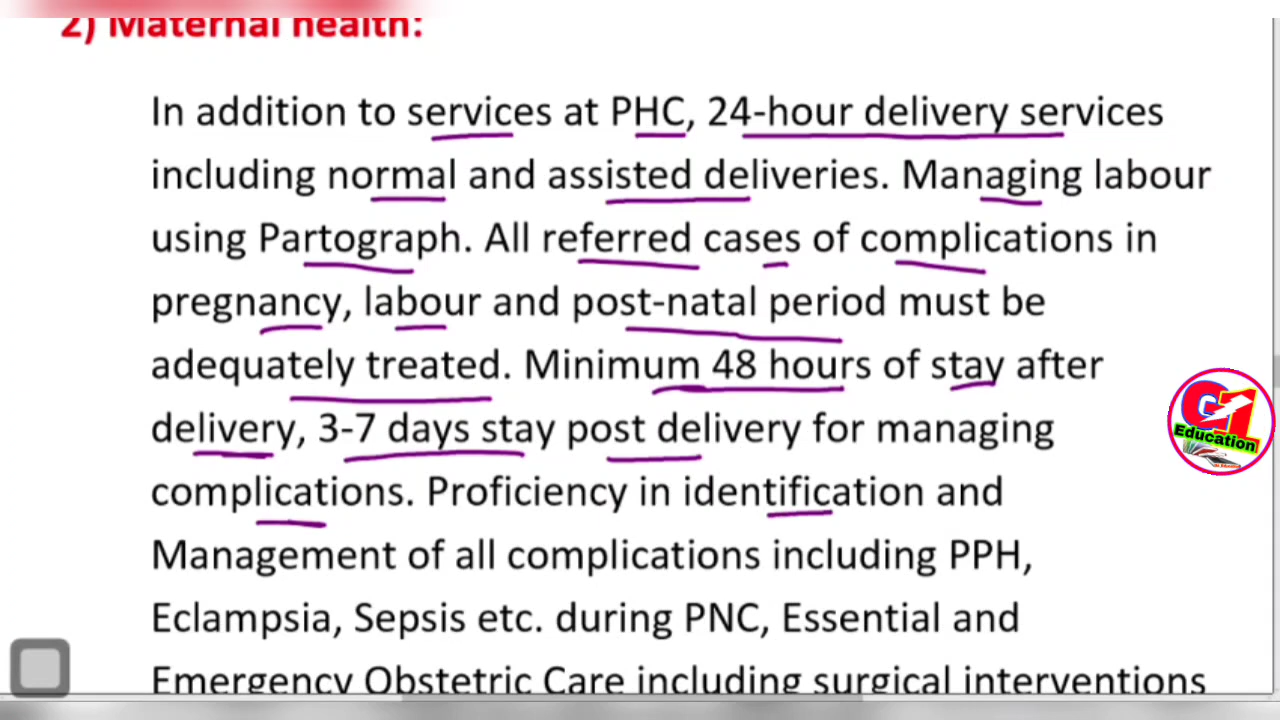 2) Maternal health:
In addition to services at PHC, 24-hour delivery services
including normal and assisted deliveries. Managing labour
using Partograph. All referred cases of complications in
pregnancy, labour and post-natal period must be
adequately treated. Minimum 48 hours of stay after
delivery, 3-7 days stay post delivery for managing
complications. Proficiency in identification and
Management of all complications including PPH,
Eclampsia, Sepsis etc. during PNC, Essential and
Emergency Obstetric Care including surgical interventions
G1
Education